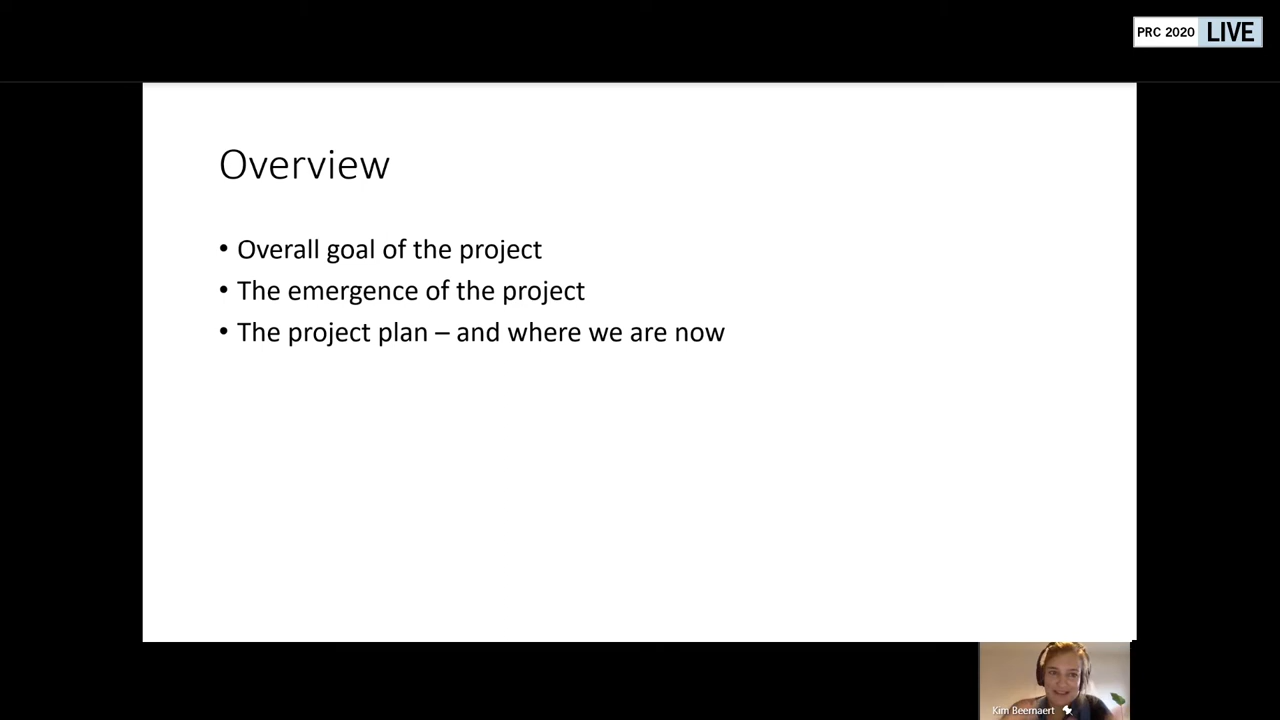 PRC 2020 LIVE
Overview
• Overall goal of the project
• The emergence of the project
• The project plan – and where we are now
Kim Beernaert